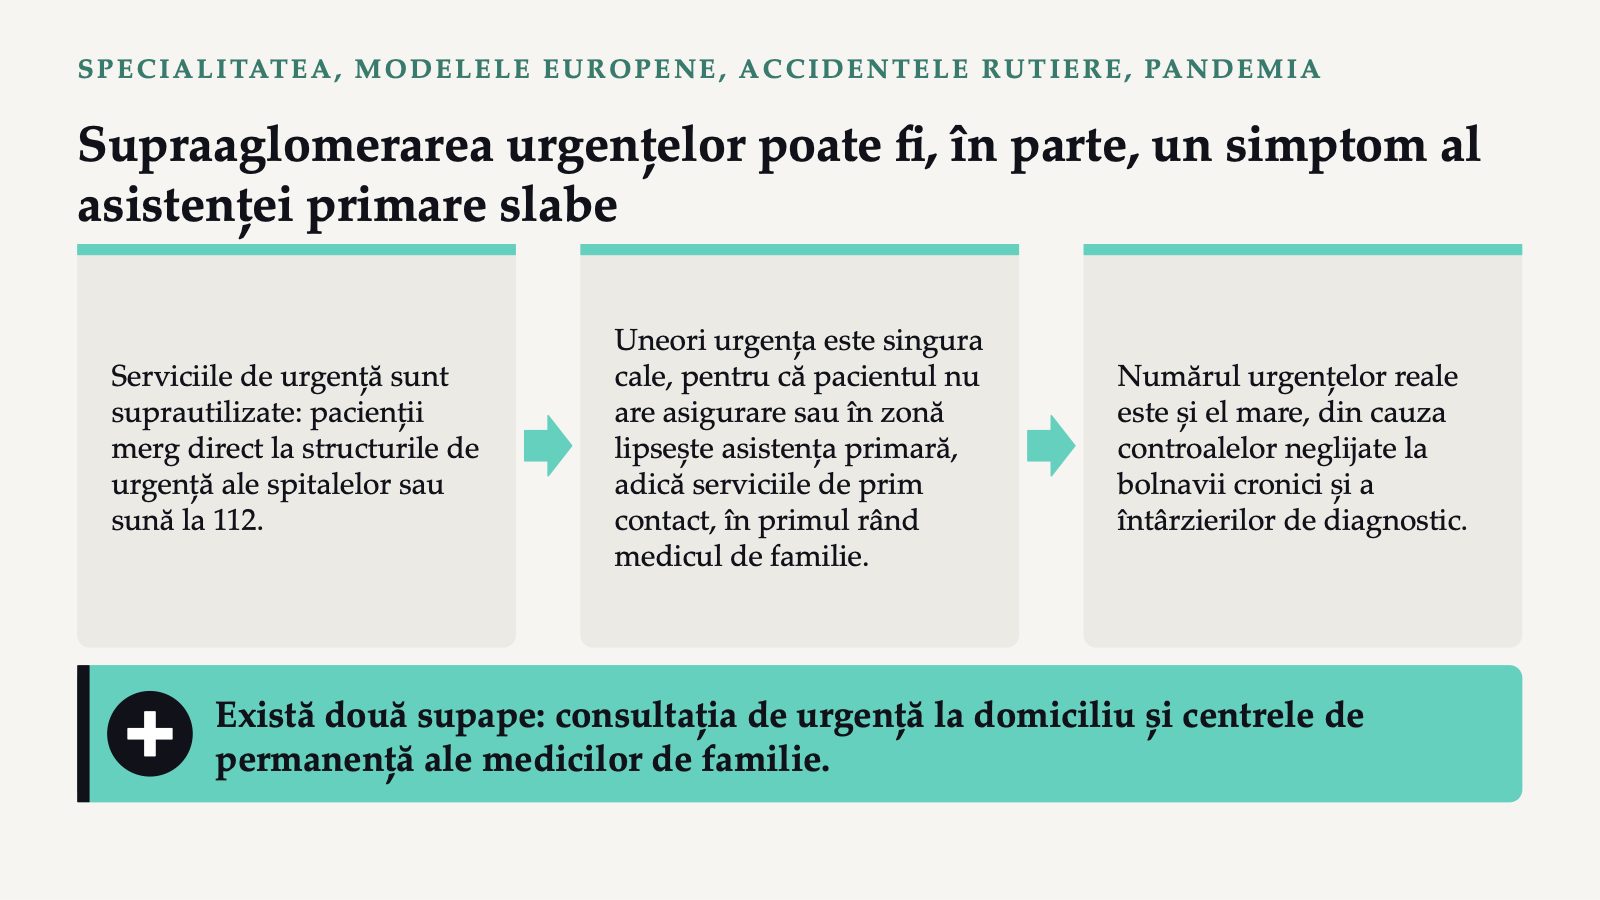 SPECIALITATEA, MODELELE EUROPENE, ACCIDENTELE RUTIERE, PANDEMIA
Supraaglomerarea urgențelor poate fi, în parte, un simptom al
asistenței primare slabe
Serviciile de urgență sunt
suprautilizate: pacienții
merg direct la structurile de
urgență ale spitalelor sau
sună la 112.
Uneori urgența este singura
cale, pentru că pacientul nu
are asigurare sau în zonă
lipsește asistența primară,
adică serviciile de prim
contact, în primul rând
medicul de familie.
Numărul urgențelor reale
este și el mare, din cauza
controalelor neglijate la
bolnavii cronici și a
întârzierilor de diagnostic.
Există două supape: consultația de urgență la domiciliu și centrele de
permanență ale medicilor de familie.